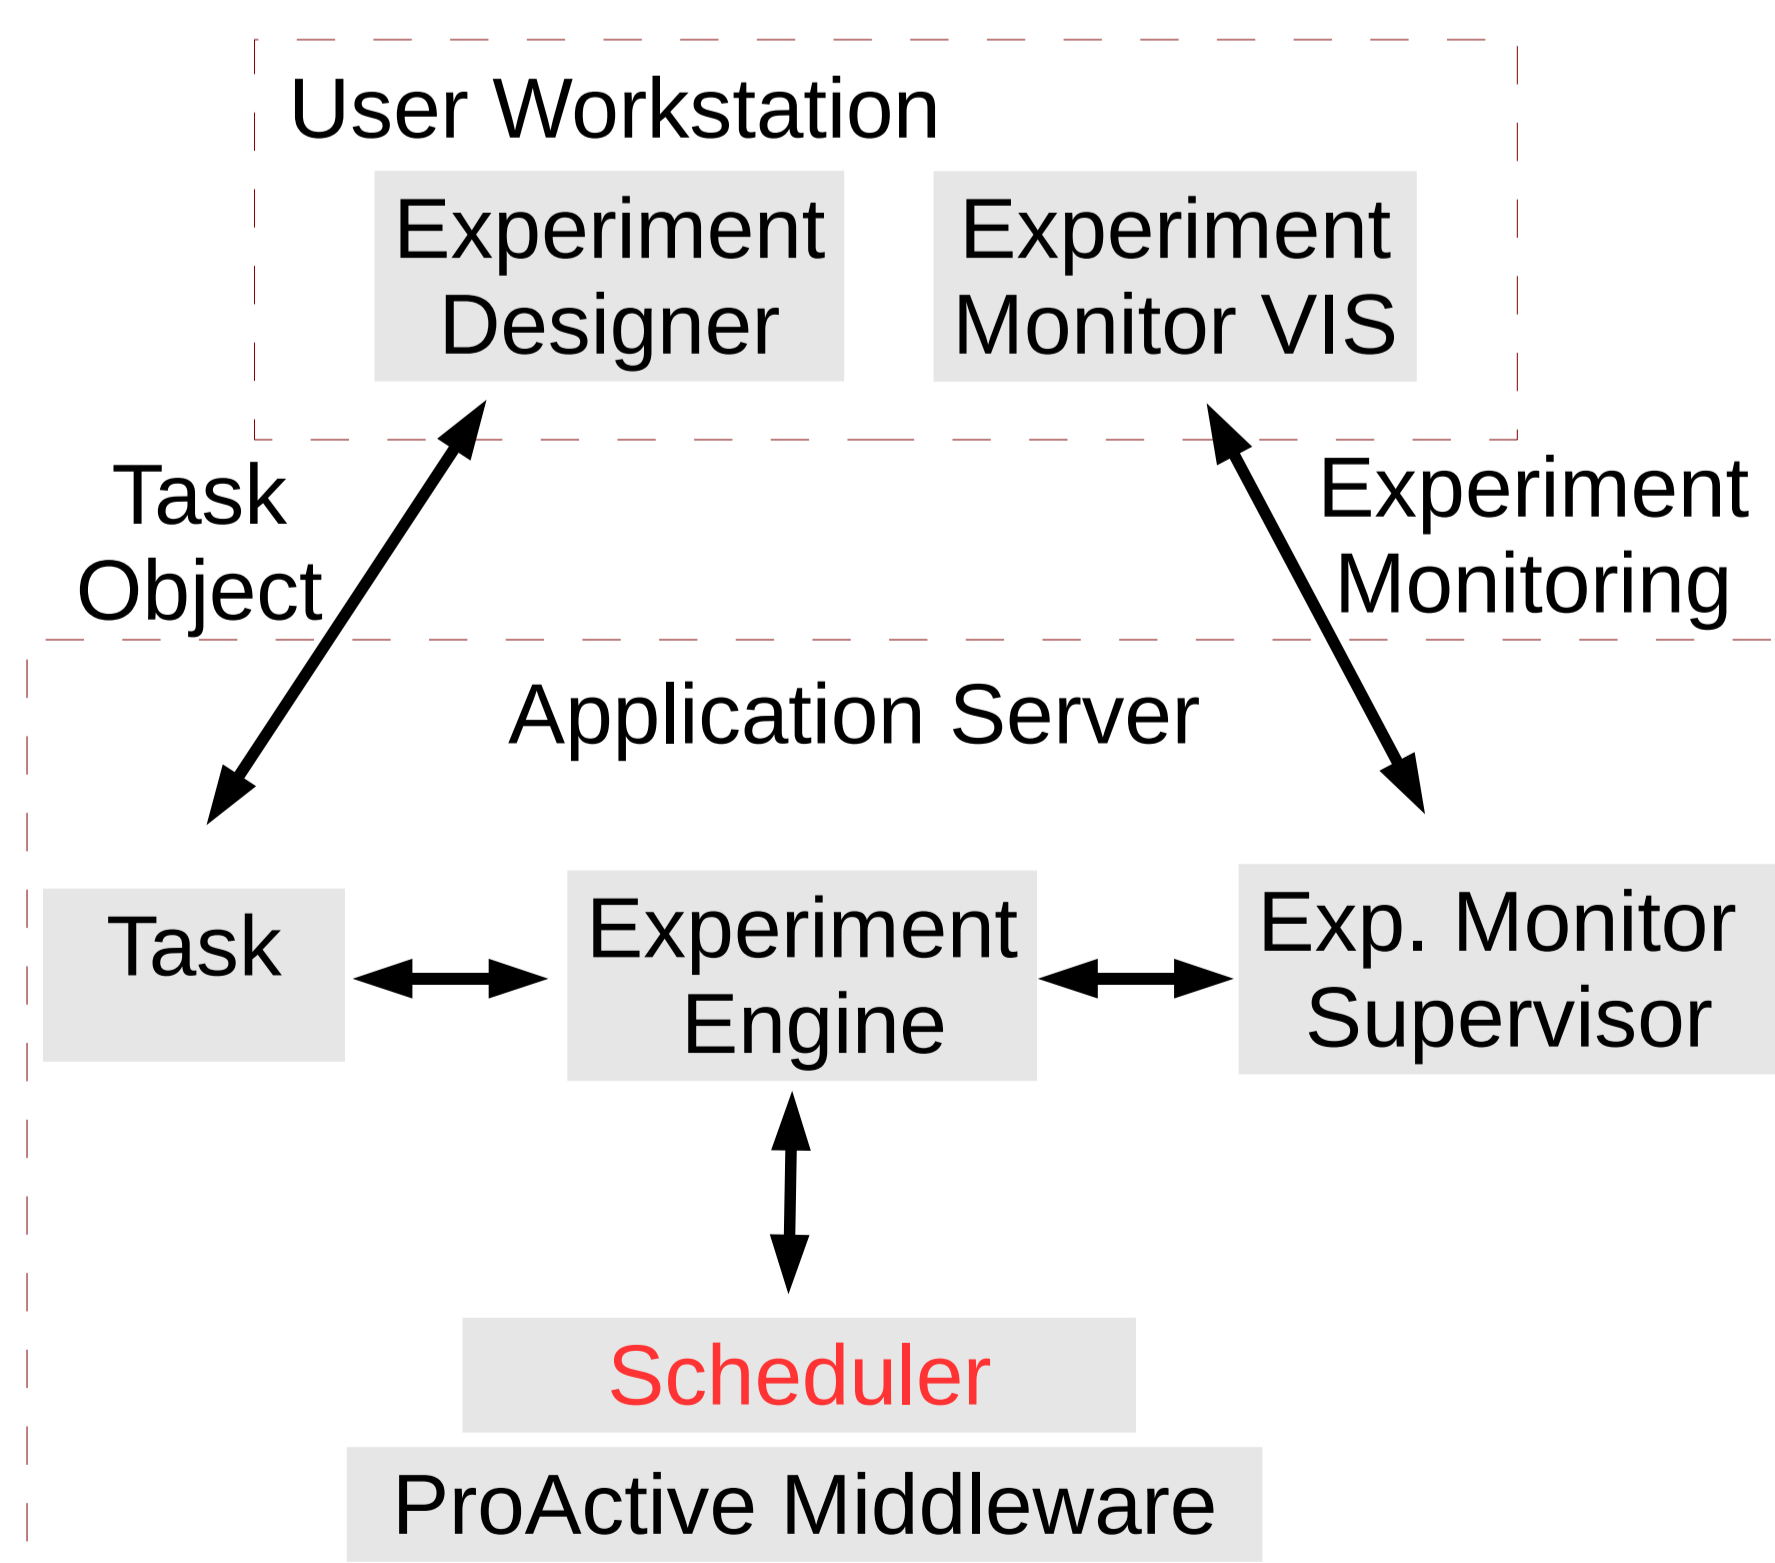 User Workstation
Experiment
Designer
Experiment
Monitor VIS
Task
Object
Experiment
Monitoring
Application Server
Task
Experiment
Engine
Exp. Monitor
Supervisor
Scheduler
ProActive Middleware